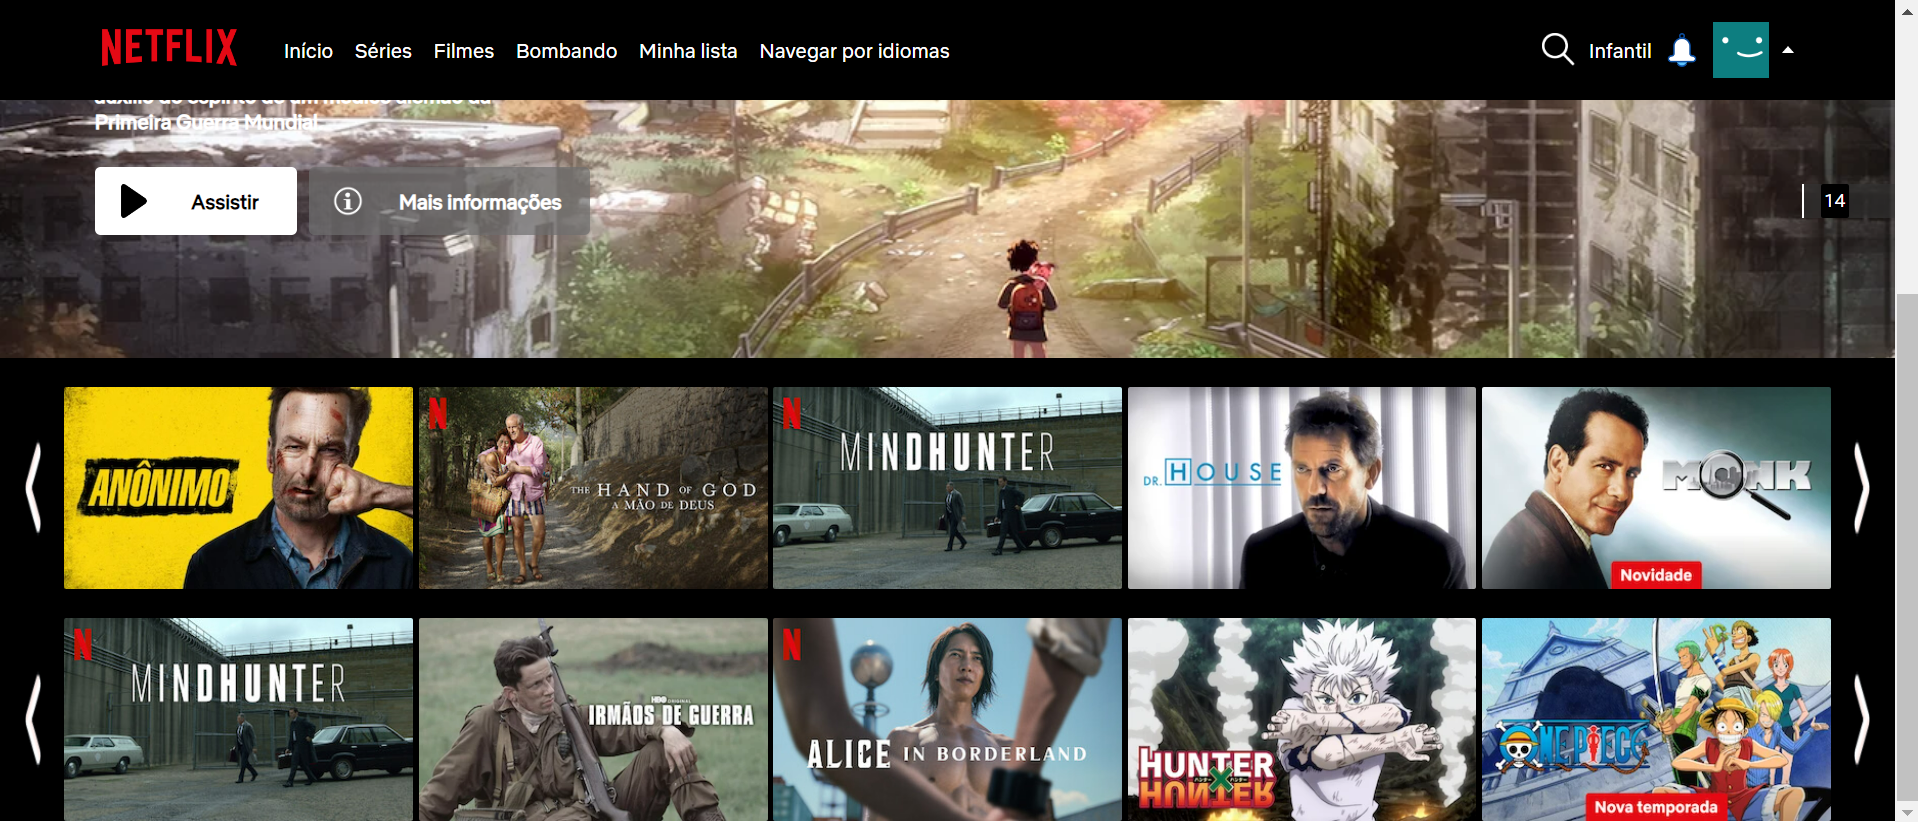 NETFLIX
Início Séries Filmes Bombando Minha lista Navegar por idiomas
Infantil
Primeira Guerra Mundial.
Assistir
Mais informações
14
ANÔNIMO
N
THE HAND OF GOD
A MÃO DE DEUS
N
MINDHUNTER
DR. HOUSE
MONK
Novidade
N
MINDHUNTER
HBO ORIGINAL
IRMÃOS DE GUERRA
N
ALICE IN BORDERLAND
HUNTER
×
HUNTER
ONE PIECE
Nova temporada